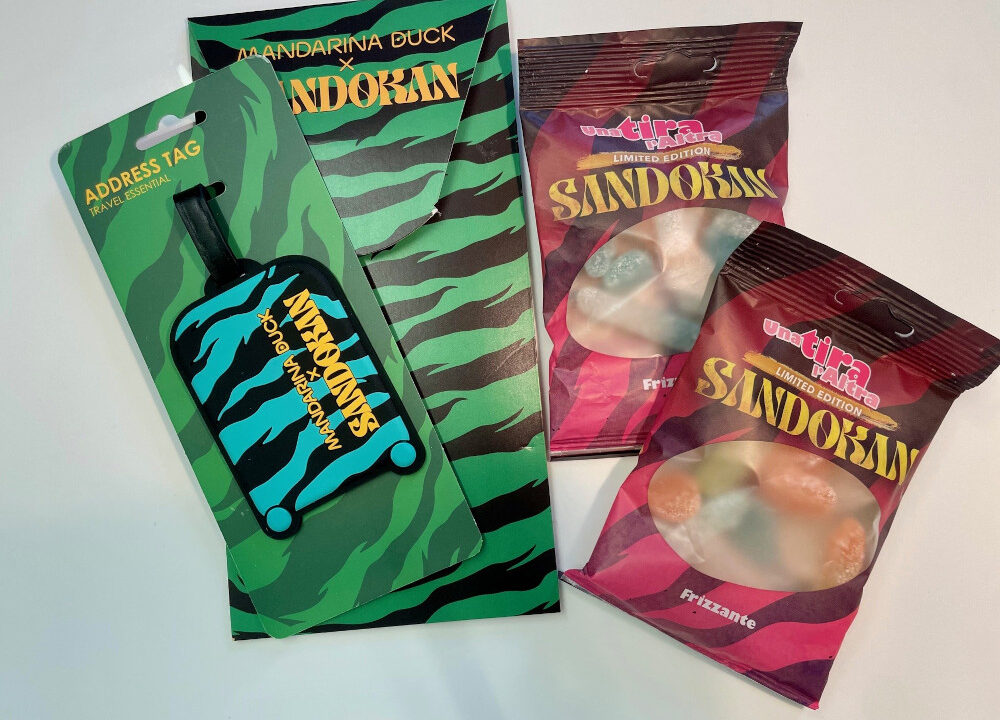 MANDARINA DUCK
×
SANDOKAN
ADDRESS TAG
TRAVEL ESSENTIAL
MANDARINA DUCK
×
SANDOKAN
una tira
l'Altra
LIMITED EDITION
SANDOKAN
Friz
una tira
l'Altra
LIMITED EDITION
SANDOKAN
Frizzante